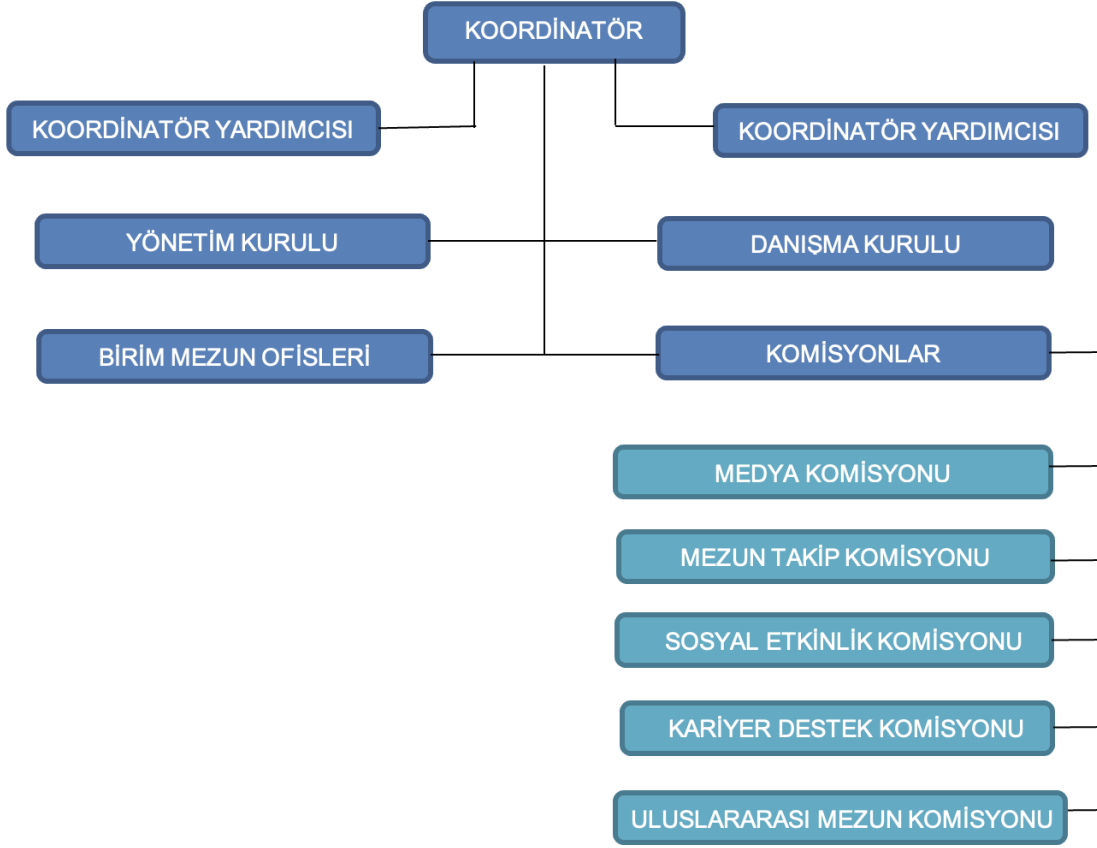 KOORDİNATÖR
KOORDİNATÖR YARDIMCISI
KOORDİNATÖR YARDIMCISI
YÖNETİM KURULU
DANIŞMA KURULU
BİRİM MEZUN OFİSLERİ
KOMİSYONLAR
MEDYA KOMİSYONU
MEZUN TAKİP KOMİSYONU
SOSYAL ETKİNLİK KOMİSYONU
KARİYER DESTEK KOMİSYONU
ULUSLARARASI MEZUN KOMİSYONU